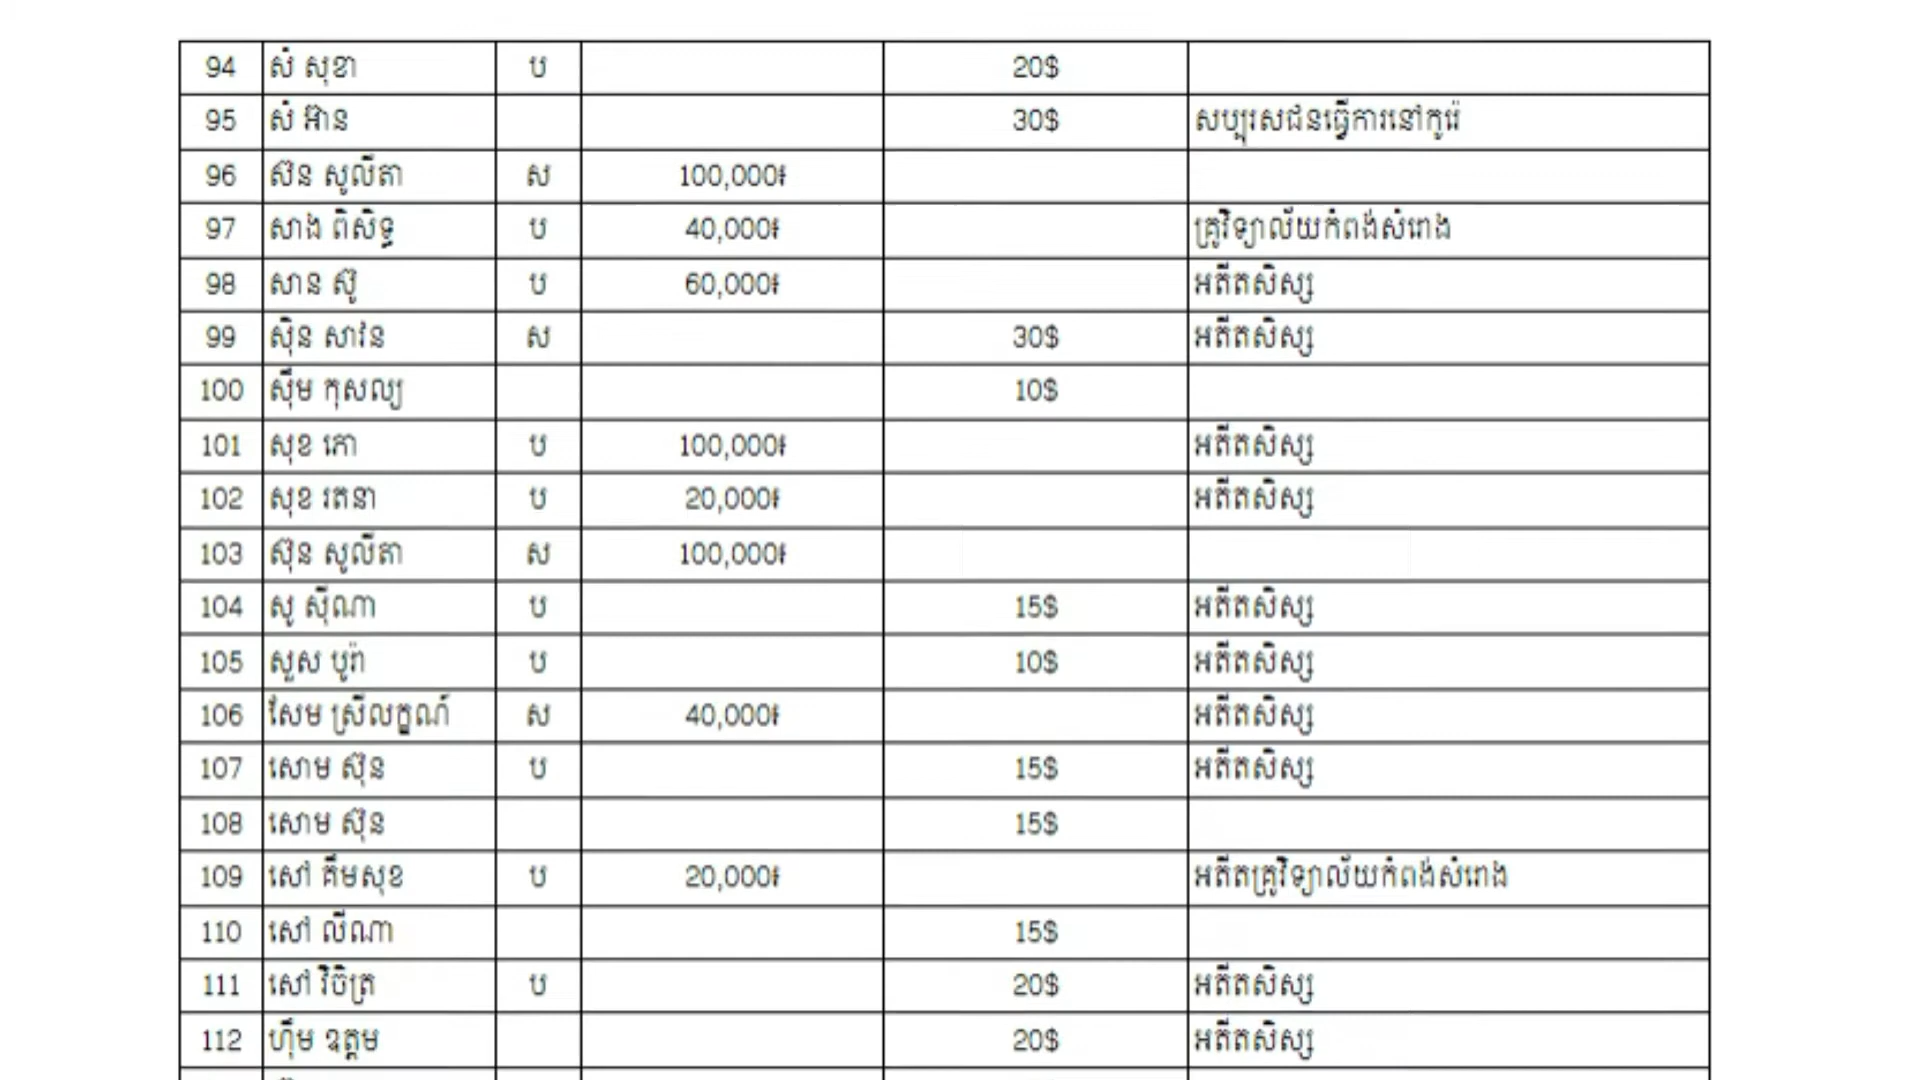 94 សំ សុខា ប 20$
95 សំ អ៊ាន 30$ សប្បុរសជនធ្វើការនៅកូរ៉េ
96 ស៊ន សូលីតា ស 100,000៛
97 សាង ពិសិទ្ធ ប 40,000៛ គ្រូវិទ្យាល័យកំពង់សំរោង
98 សាន ស៊ូ ប 60,000៛ អតីតសិស្ស
99 ស៊ិន សាវន ស 30$ អតីតសិស្ស
100 ស៊ឹម កុសល្យ 10$
101 សុខ ភោ ប 100,000៛ អតីតសិស្ស
102 សុខ រតនា ប 20,000៛ អតីតសិស្ស
103 ស៊ុន សូលីតា ស 100,000៛
104 សូ ស៊ីណា ប 15$ អតីតសិស្ស
105 សួស បូរ៉ា ប 10$ អតីតសិស្ស
106 សែម ស្រីលក្ខណ៍ ស 40,000៛ អតីតសិស្ស
107 សោម ស៊ុន ប 15$ អតីតសិស្ស
108 សោម ស៊ុន 15$
109 សៅ គឹមសុខ ប 20,000៛ អតីតគ្រូវិទ្យាល័យកំពង់សំរោង
110 សៅ លីណា 15$
111 សៅ វិចិត្រ ប 20$ អតីតសិស្ស
112 ហ៊ឹម ឧត្តម 20$ អតីតសិស្ស